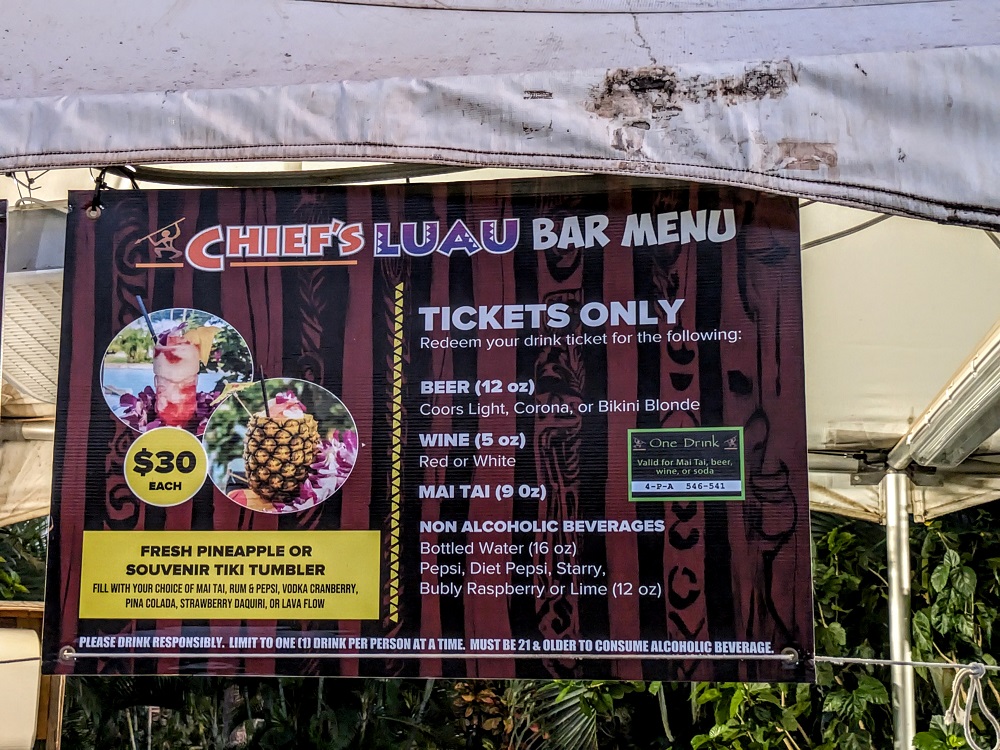 CHIEF'S LUAU BAR MENU
TICKETS ONLY
Redeem your drink ticket for the following:
BEER (12 oz)
Coors Light, Corona, or Bikini Blonde
WINE (5 oz)
Red or White
MAI TAI (9 Oz)
One Drink
Valid for Mai Tai, beer,
wine, or soda
4-P-A 546-541
NON ALCOHOLIC BEVERAGES
Bottled Water (16 oz)
Pepsi, Diet Pepsi, Starry,
Bubly Raspberry or Lime (12 oz)
$30
EACH
FRESH PINEAPPLE OR
SOUVENIR TIKI TUMBLER
FILL WITH YOUR CHOICE OF MAI TAI, RUM & PEPSI, VODKA CRANBERRY,
PINA COLADA, STRAWBERRY DAQUIRI, OR LAVA FLOW
PLEASE DRINK RESPONSIBLY. LIMIT TO ONE (1) DRINK PER PERSON AT A TIME. MUST BE 21 & OLDER TO CONSUME ALCOHOLIC BEVERAGE.